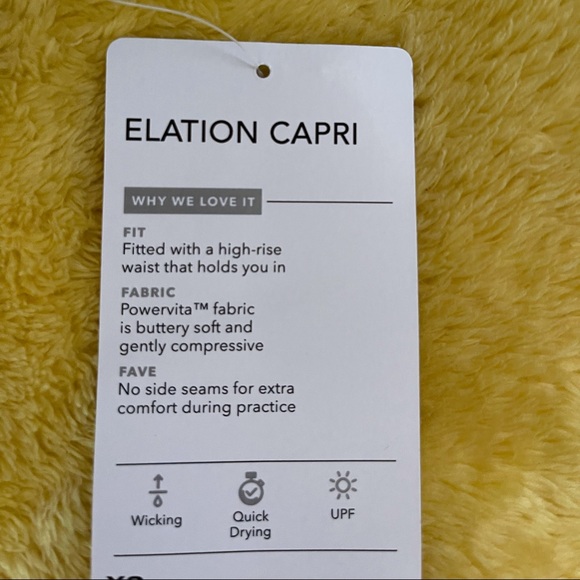 ELATION CAPRI
WHY WE LOVE IT
FIT
Fitted with a high-rise
waist that holds you in
FABRIC
Powervita™ fabric
is buttery soft and
gently compressive
FAVE
No side seams for extra
comfort during practice
Wicking
Quick
Drying
UPF